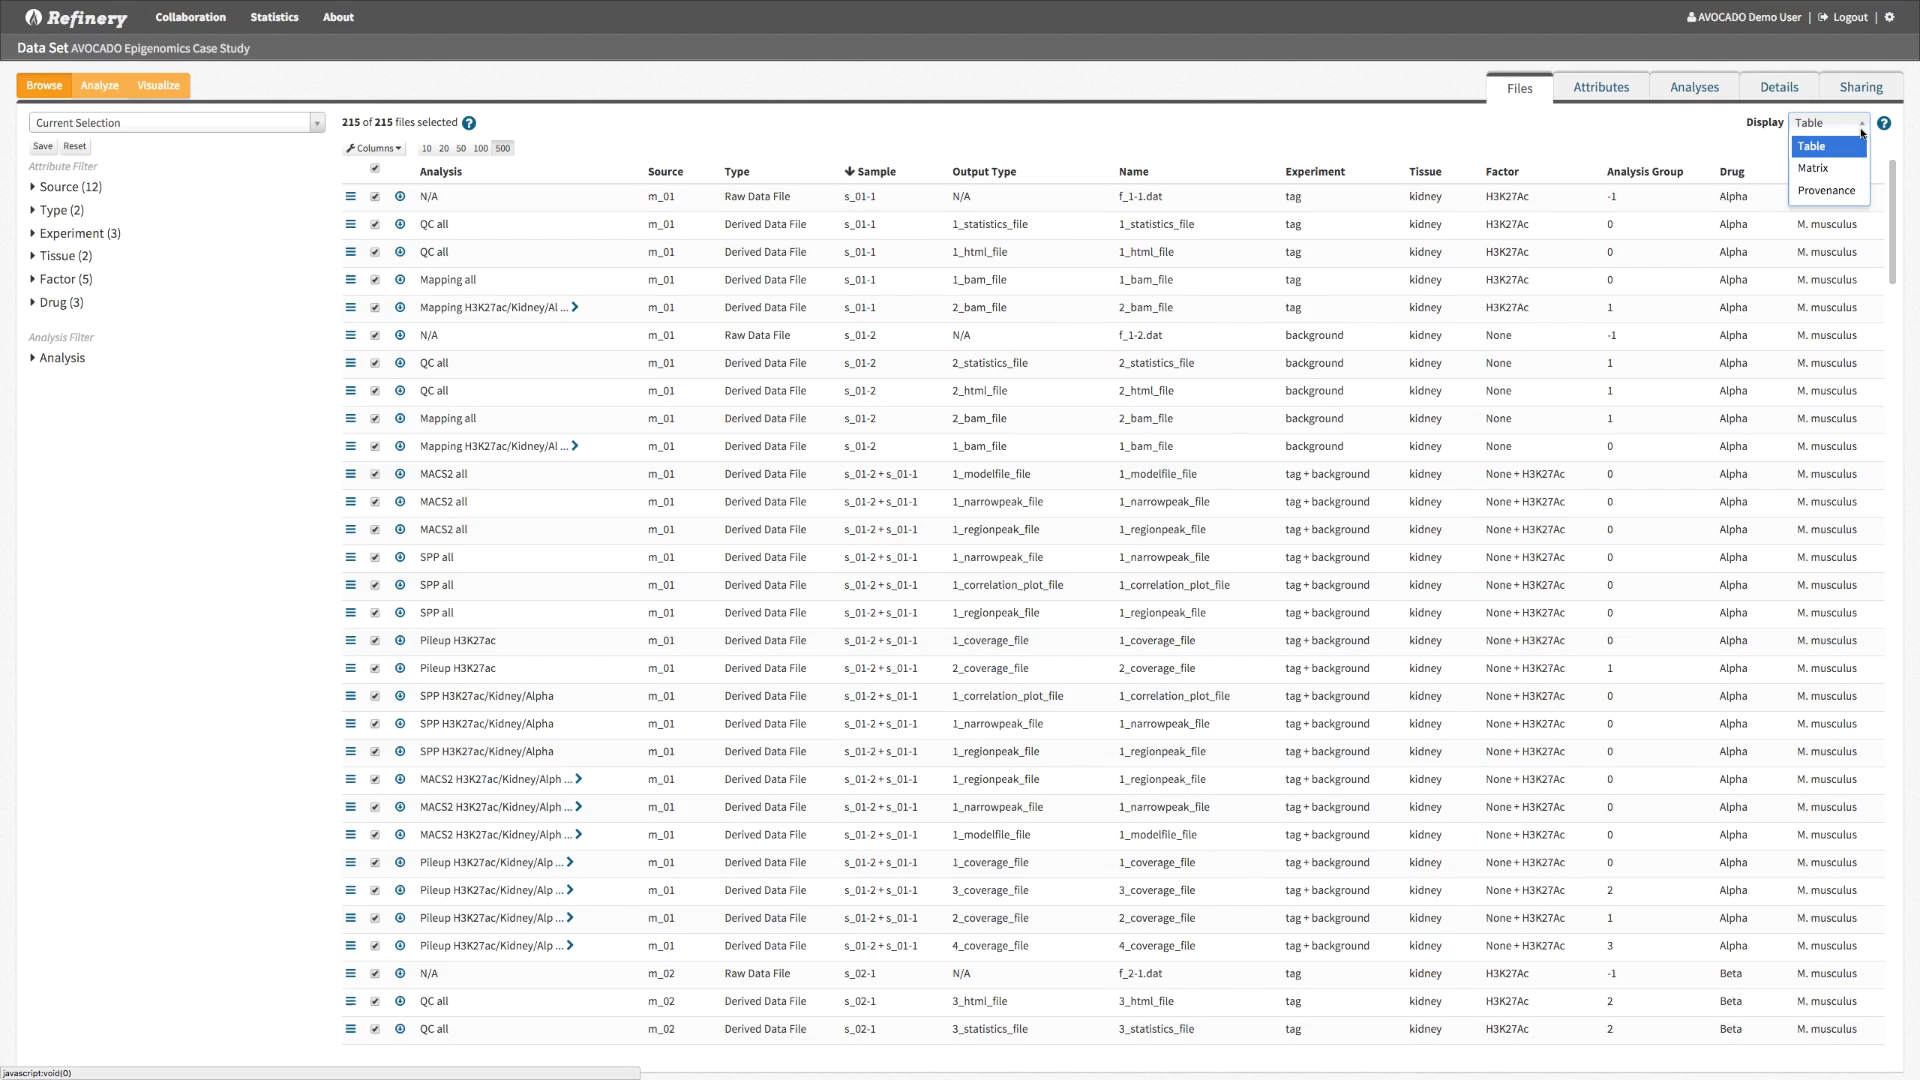 Refinery Collaboration Statistics About AVOCADO Demo User | Logout |
Data Set AVOCADO Epigenomics Case Study
Browse Analyze Visualize Files Attributes Analyses Details Sharing
Current Selection 215 of 215 files selected ? Display Table ?
Save Reset Columns 10 20 50 100 500 Table
Attribute Filter Matrix
Source (12) Provenance
Type (2)
Experiment (3)
Tissue (2)
Factor (5)
Drug (3)
Analysis Filter
Analysis
Analysis Source Type Sample Output Type Name Experiment Tissue Factor Analysis Group Drug
N/A m_01 Raw Data File s_01-1 N/A f_1-1.dat tag kidney H3K27Ac -1 Alpha
QC all m_01 Derived Data File s_01-1 1_statistics_file 1_statistics_file tag kidney H3K27Ac 0 Alpha M. musculus
QC all m_01 Derived Data File s_01-1 1_html_file 1_html_file tag kidney H3K27Ac 0 Alpha M. musculus
Mapping all m_01 Derived Data File s_01-1 1_bam_file 1_bam_file tag kidney H3K27Ac 0 Alpha M. musculus
Mapping H3K27ac/Kidney/Al ... m_01 Derived Data File s_01-1 2_bam_file 2_bam_file tag kidney H3K27Ac 1 Alpha M. musculus
N/A m_01 Raw Data File s_01-2 N/A f_1-2.dat background kidney None -1 Alpha M. musculus
QC all m_01 Derived Data File s_01-2 2_statistics_file 2_statistics_file background kidney None 1 Alpha M. musculus
QC all m_01 Derived Data File s_01-2 2_html_file 2_html_file background kidney None 1 Alpha M. musculus
Mapping all m_01 Derived Data File s_01-2 2_bam_file 2_bam_file background kidney None 1 Alpha M. musculus
Mapping H3K27ac/Kidney/Al ... m_01 Derived Data File s_01-2 1_bam_file 1_bam_file background kidney None 0 Alpha M. musculus
MACS2 all m_01 Derived Data File s_01-2 + s_01-1 1_modelfile_file 1_modelfile_file tag + background kidney None + H3K27Ac 0 Alpha M. musculus
MACS2 all m_01 Derived Data File s_01-2 + s_01-1 1_narrowpeak_file 1_narrowpeak_file tag + background kidney None + H3K27Ac 0 Alpha M. musculus
MACS2 all m_01 Derived Data File s_01-2 + s_01-1 1_regionpeak_file 1_regionpeak_file tag + background kidney None + H3K27Ac 0 Alpha M. musculus
SPP all m_01 Derived Data File s_01-2 + s_01-1 1_narrowpeak_file 1_narrowpeak_file tag + background kidney None + H3K27Ac 0 Alpha M. musculus
SPP all m_01 Derived Data File s_01-2 + s_01-1 1_correlation_plot_file 1_correlation_plot_file tag + background kidney None + H3K27Ac 0 Alpha M. musculus
SPP all m_01 Derived Data File s_01-2 + s_01-1 1_regionpeak_file 1_regionpeak_file tag + background kidney None + H3K27Ac 0 Alpha M. musculus
Pileup H3K27ac m_01 Derived Data File s_01-2 + s_01-1 1_coverage_file 1_coverage_file tag + background kidney None + H3K27Ac 0 Alpha M. musculus
Pileup H3K27ac m_01 Derived Data File s_01-2 + s_01-1 2_coverage_file 2_coverage_file tag + background kidney None + H3K27Ac 1 Alpha M. musculus
SPP H3K27ac/Kidney/Alpha m_01 Derived Data File s_01-2 + s_01-1 1_correlation_plot_file 1_correlation_plot_file tag + background kidney None + H3K27Ac 0 Alpha M. musculus
SPP H3K27ac/Kidney/Alpha m_01 Derived Data File s_01-2 + s_01-1 1_narrowpeak_file 1_narrowpeak_file tag + background kidney None + H3K27Ac 0 Alpha M. musculus
SPP H3K27ac/Kidney/Alpha m_01 Derived Data File s_01-2 + s_01-1 1_regionpeak_file 1_regionpeak_file tag + background kidney None + H3K27Ac 0 Alpha M. musculus
MACS2 H3K27ac/Kidney/Alph ... m_01 Derived Data File s_01-2 + s_01-1 1_regionpeak_file 1_regionpeak_file tag + background kidney None + H3K27Ac 0 Alpha M. musculus
MACS2 H3K27ac/Kidney/Alph ... m_01 Derived Data File s_01-2 + s_01-1 1_narrowpeak_file 1_narrowpeak_file tag + background kidney None + H3K27Ac 0 Alpha M. musculus
MACS2 H3K27ac/Kidney/Alph ... m_01 Derived Data File s_01-2 + s_01-1 1_modelfile_file 1_modelfile_file tag + background kidney None + H3K27Ac 0 Alpha M. musculus
Pileup H3K27ac/Kidney/Alp ... m_01 Derived Data File s_01-2 + s_01-1 1_coverage_file 1_coverage_file tag + background kidney None + H3K27Ac 0 Alpha M. musculus
Pileup H3K27ac/Kidney/Alp ... m_01 Derived Data File s_01-2 + s_01-1 3_coverage_file 3_coverage_file tag + background kidney None + H3K27Ac 2 Alpha M. musculus
Pileup H3K27ac/Kidney/Alp ... m_01 Derived Data File s_01-2 + s_01-1 2_coverage_file 2_coverage_file tag + background kidney None + H3K27Ac 1 Alpha M. musculus
Pileup H3K27ac/Kidney/Alp ... m_01 Derived Data File s_01-2 + s_01-1 4_coverage_file 4_coverage_file tag + background kidney None + H3K27Ac 3 Alpha M. musculus
N/A m_02 Raw Data File s_02-1 N/A f_2-1.dat tag kidney H3K27Ac -1 Beta M. musculus
QC all m_02 Derived Data File s_02-1 3_html_file 3_html_file tag kidney H3K27Ac 2 Beta M. musculus
QC all m_02 Derived Data File s_02-1 3_statistics_file 3_statistics_file tag kidney H3K27Ac 2 Beta M. musculus
javascript:void(0)